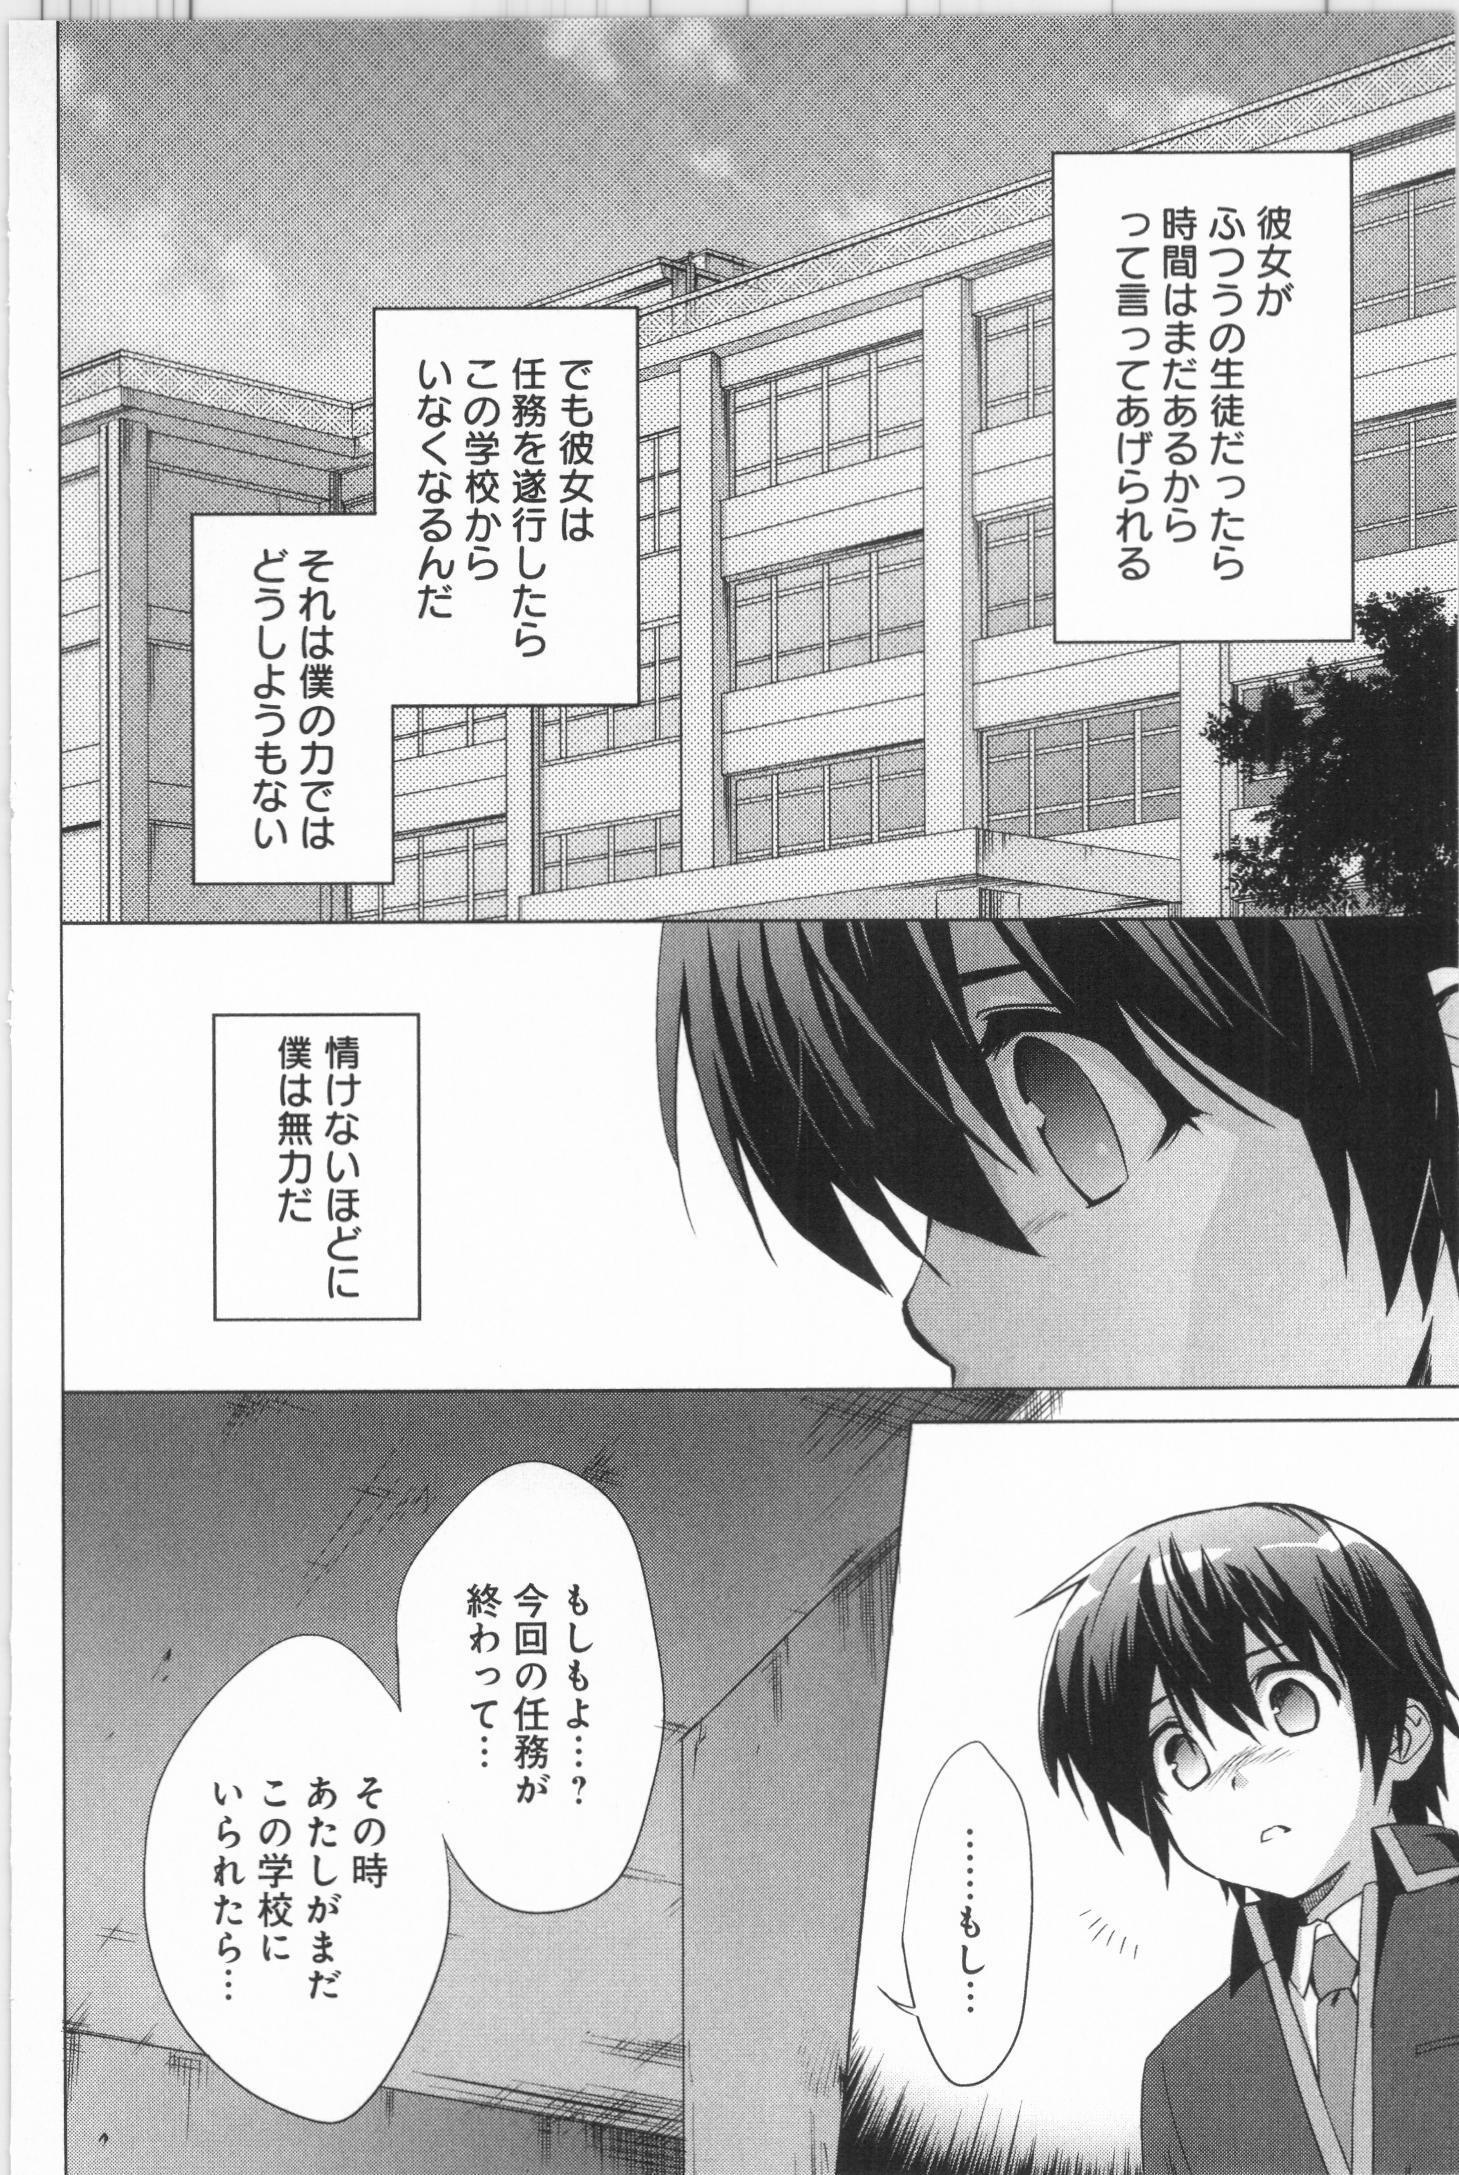 彼女が
ふつうの生徒だったら
時間はまだあるから
って言ってあげられる
でも彼女は
任務を遂行したら
この学校から
いなくなるんだ
それは僕の力では
どうしようもない
情けないほどに
僕は無力だ
………もし…
もしもよ…?
今回の任務が
終わって…
その時
あたしがまだ
この学校に
いられたら…